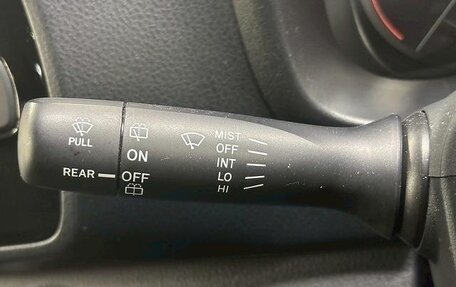 PULL
REAR
ON
OFF
MIST
OFF
INT
LO
HI